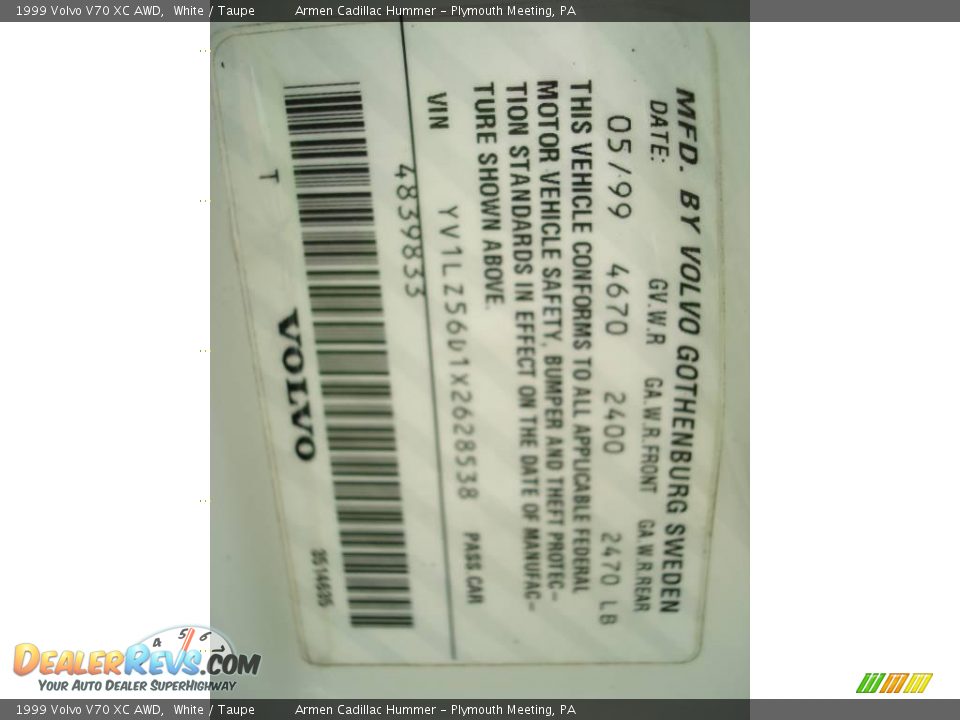 1999 Volvo V70 XC AWD, White / Taupe Armen Cadillac Hummer – Plymouth Meeting, PA
MFD. BY VOLVO GOTHENBURG SWEDEN
DATE: GV.W.R GA.W.R.FRONT GA.W.R REAR
05/99 4670 2400 2470 LB
THIS VEHICLE CONFORMS TO ALL APPLICABLE FEDERAL
MOTOR VEHICLE SAFETY, BUMPER AND THEFT PROTEC–
TION STANDARDS IN EFFECT ON THE DATE OF MANUFAC–
TURE SHOWN ABOVE.
VIN YV1LZ56D1X2628538 PASS CAR
4839833
T VOLVO 3514695
4 5 6
DEALERREVS.COM
YOUR AUTO DEALER SUPERHIGHWAY
1999 Volvo V70 XC AWD, White / Taupe Armen Cadillac Hummer – Plymouth Meeting, PA